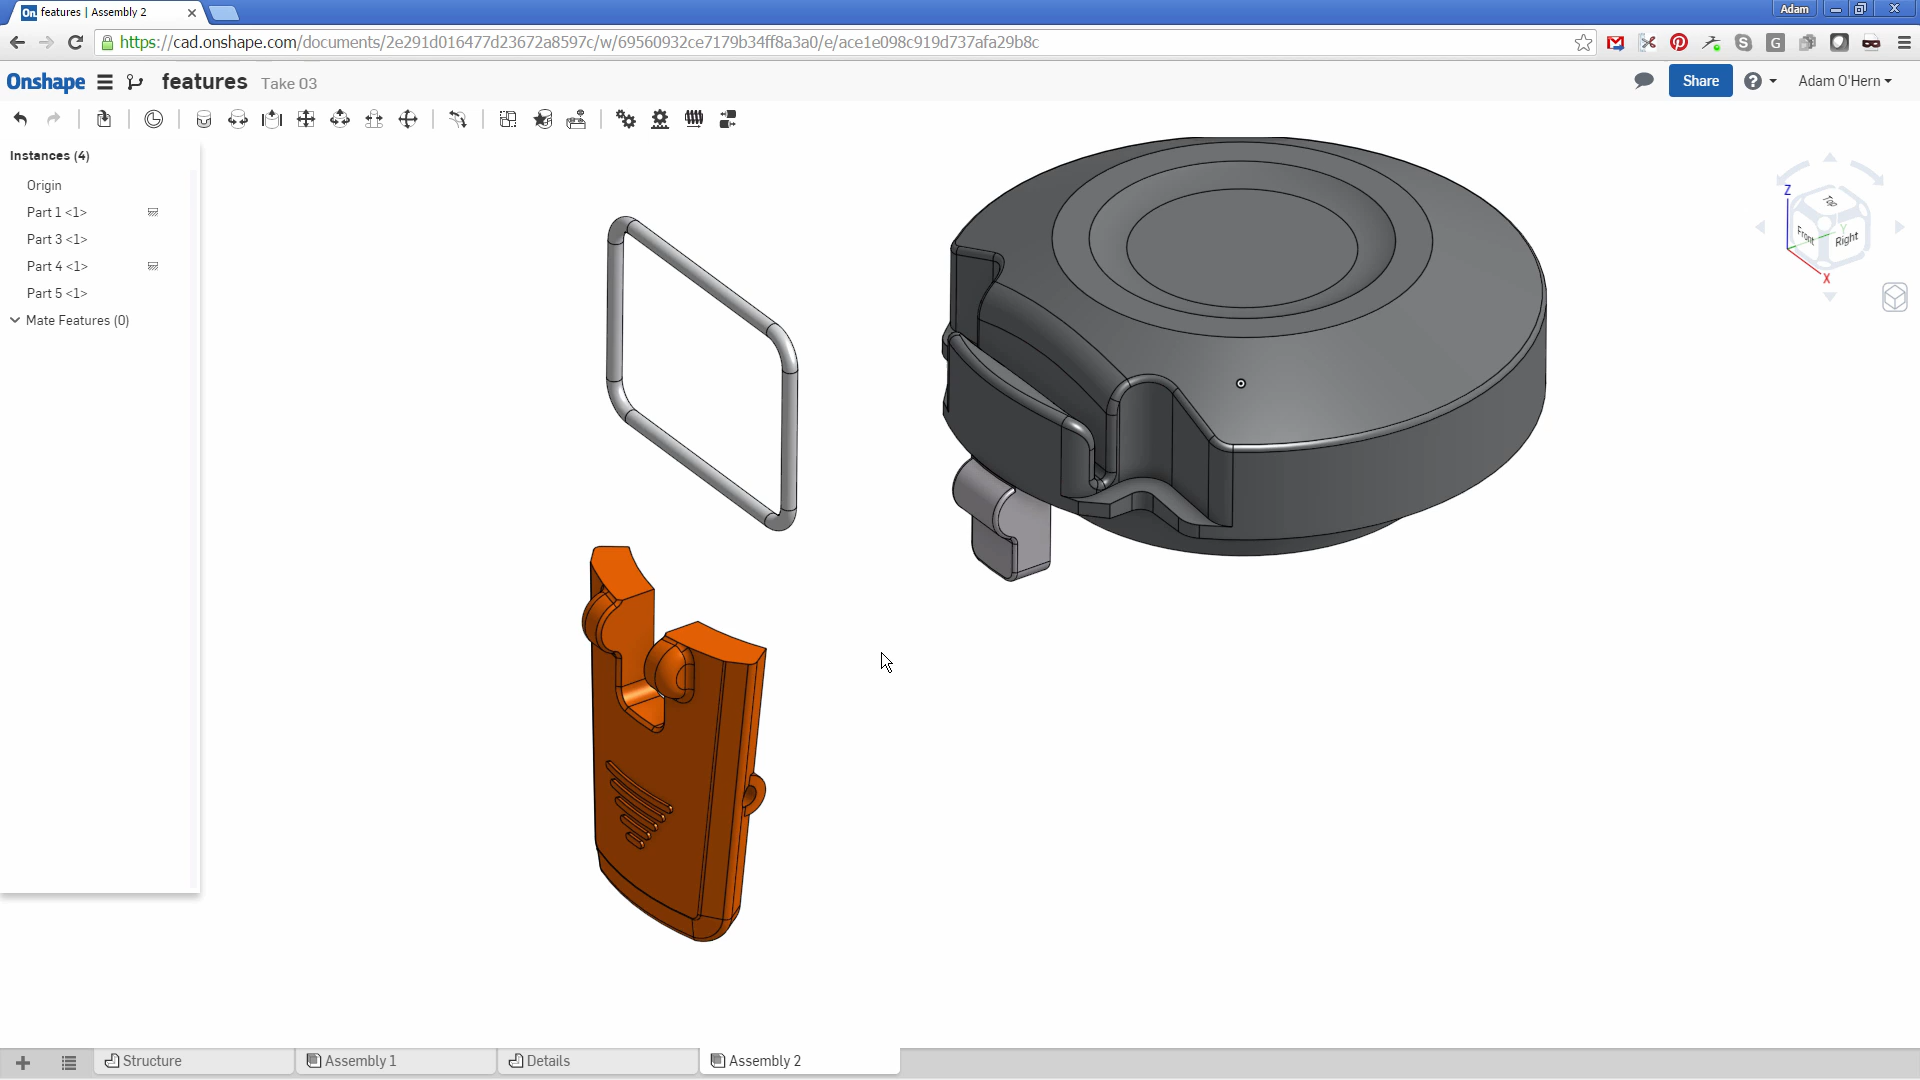 features | Assembly 2
Adam
https://cad.onshape.com/documents/2e291d016477d23672a8597c/w/69560932ce7179b34ff8a3a0/e/ace1e098c919d737afa29b8c
Onshape features Take 03 Share Adam O'Hern
Instances (4)
Origin
Part 1 <1>
Part 3 <1>
Part 4 <1>
Part 5 <1>
Mate Features (0)
Z
Top
Front
Y
Right
X
Structure Assembly 1 Details Assembly 2